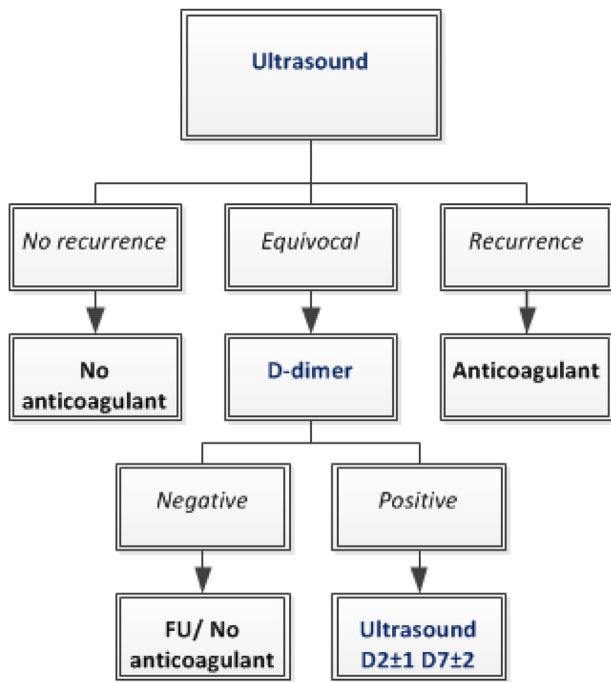 Ultrasound
No recurrence
Equivocal
Recurrence
No
anticoagulant
D-dimer
Anticoagulant
Negative
Positive
FU/ No
anticoagulant
Ultrasound
D2±1 D7±2